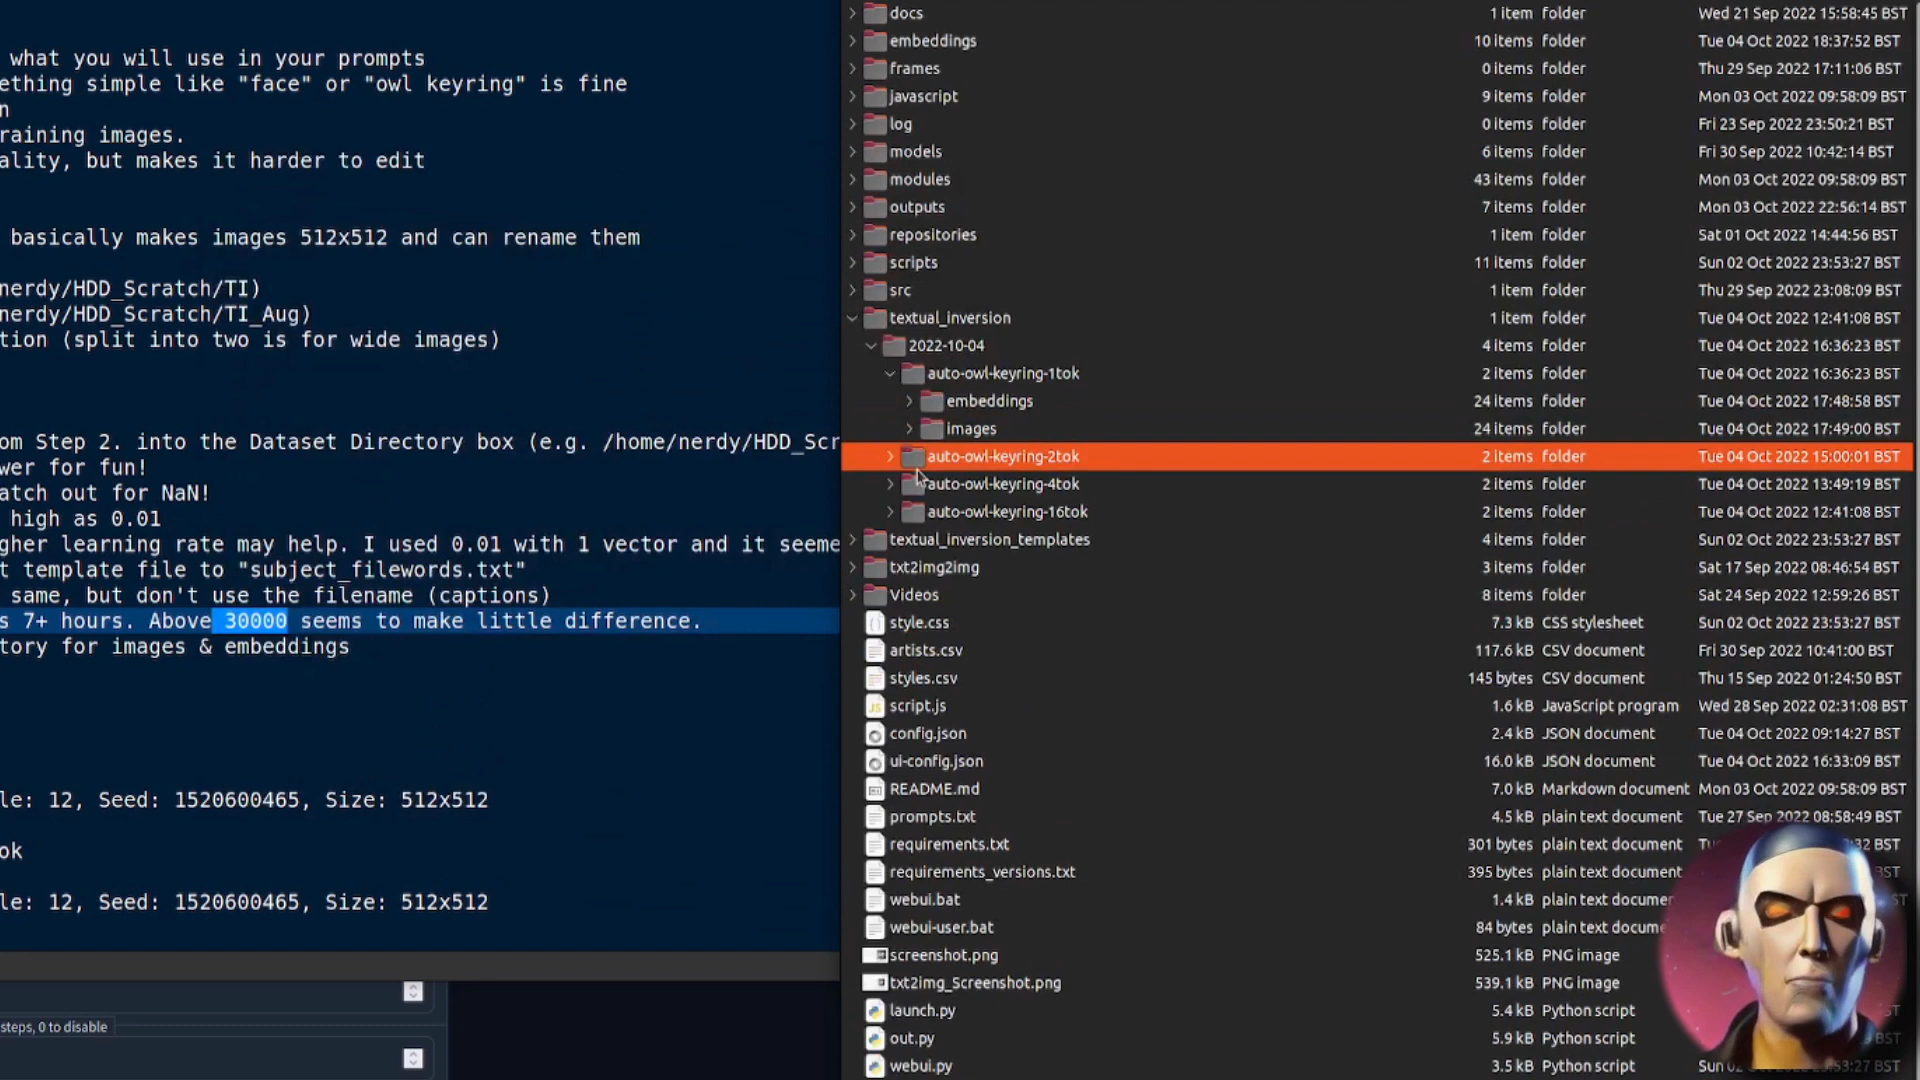 what you will use in your prompts
ething simple like "face" or "owl keyring" is fine
n
raining images.
ality, but makes it harder to edit
basically makes images 512x512 and can rename them
nerdy/HDD_Scratch/TI)
nerdy/HDD_Scratch/TI_Aug)
tion (split into two is for wide images)
om Step 2. into the Dataset Directory box (e.g. /home/nerdy/HDD_Scr
wer for fun!
atch out for NaN!
high as 0.01
gher learning rate may help. I used 0.01 with 1 vector and it seeme
t template file to "subject_filewords.txt"
same, but don't use the filename (captions)
s 7+ hours. Above 30000 seems to make little difference.
tory for images & embeddings
le: 12, Seed: 1520600465, Size: 512x512
ok
le: 12, Seed: 1520600465, Size: 512x512
steps, 0 to disable
docs 1 item folder Wed 21 Sep 2022 15:58:45 BST
embeddings 10 items folder Tue 04 Oct 2022 18:37:52 BST
frames 0 items folder Thu 29 Sep 2022 17:11:06 BST
javascript 9 items folder Mon 03 Oct 2022 09:58:09 BST
log 0 items folder Fri 23 Sep 2022 23:50:21 BST
models 6 items folder Fri 30 Sep 2022 10:42:14 BST
modules 43 items folder Mon 03 Oct 2022 09:58:09 BST
outputs 7 items folder Mon 03 Oct 2022 22:56:14 BST
repositories 1 item folder Sat 01 Oct 2022 14:44:56 BST
scripts 11 items folder Sun 02 Oct 2022 23:53:27 BST
src 1 item folder Thu 29 Sep 2022 23:08:09 BST
textual_inversion 1 item folder Tue 04 Oct 2022 12:41:08 BST
2022-10-04 4 items folder Tue 04 Oct 2022 16:36:23 BST
auto-owl-keyring-1tok 2 items folder Tue 04 Oct 2022 16:36:23 BST
embeddings 24 items folder Tue 04 Oct 2022 17:48:58 BST
images 24 items folder Tue 04 Oct 2022 17:49:00 BST
auto-owl-keyring-2tok 2 items folder Tue 04 Oct 2022 15:00:01 BST
auto-owl-keyring-4tok 2 items folder Tue 04 Oct 2022 13:49:19 BST
auto-owl-keyring-16tok 2 items folder Tue 04 Oct 2022 12:41:08 BST
textual_inversion_templates 4 items folder Sun 02 Oct 2022 23:53:27 BST
txt2img2img 3 items folder Sat 17 Sep 2022 08:46:54 BST
Videos 8 items folder Sat 24 Sep 2022 12:59:26 BST
style.css 7.3 kB CSS stylesheet Sun 02 Oct 2022 23:53:27 BST
artists.csv 117.6 kB CSV document Fri 30 Sep 2022 10:41:00 BST
styles.csv 145 bytes CSV document Thu 15 Sep 2022 01:24:50 BST
script.js 1.6 kB JavaScript program Wed 28 Sep 2022 02:31:08 BST
config.json 2.4 kB JSON document Tue 04 Oct 2022 09:14:27 BST
ui-config.json 16.0 kB JSON document Tue 04 Oct 2022 16:33:09 BST
README.md 7.0 kB Markdown document Mon 03 Oct 2022 09:58:09 BST
prompts.txt 4.5 kB plain text document Tue 27 Sep 2022 08:58:49 BST
requirements.txt 301 bytes plain text document 32 BST
requirements_versions.txt 395 bytes plain text document BST
webui.bat 1.4 kB plain text docume ST
webui-user.bat 84 bytes plain text docum
screenshot.png 525.1 kB PNG image
txt2img_Screenshot.png 539.1 kB PNG image
launch.py 5.4 kB Python script ST
out.py 5.9 kB Python script BST
webui.py 3.5 kB Python script Sun 53:27 BST